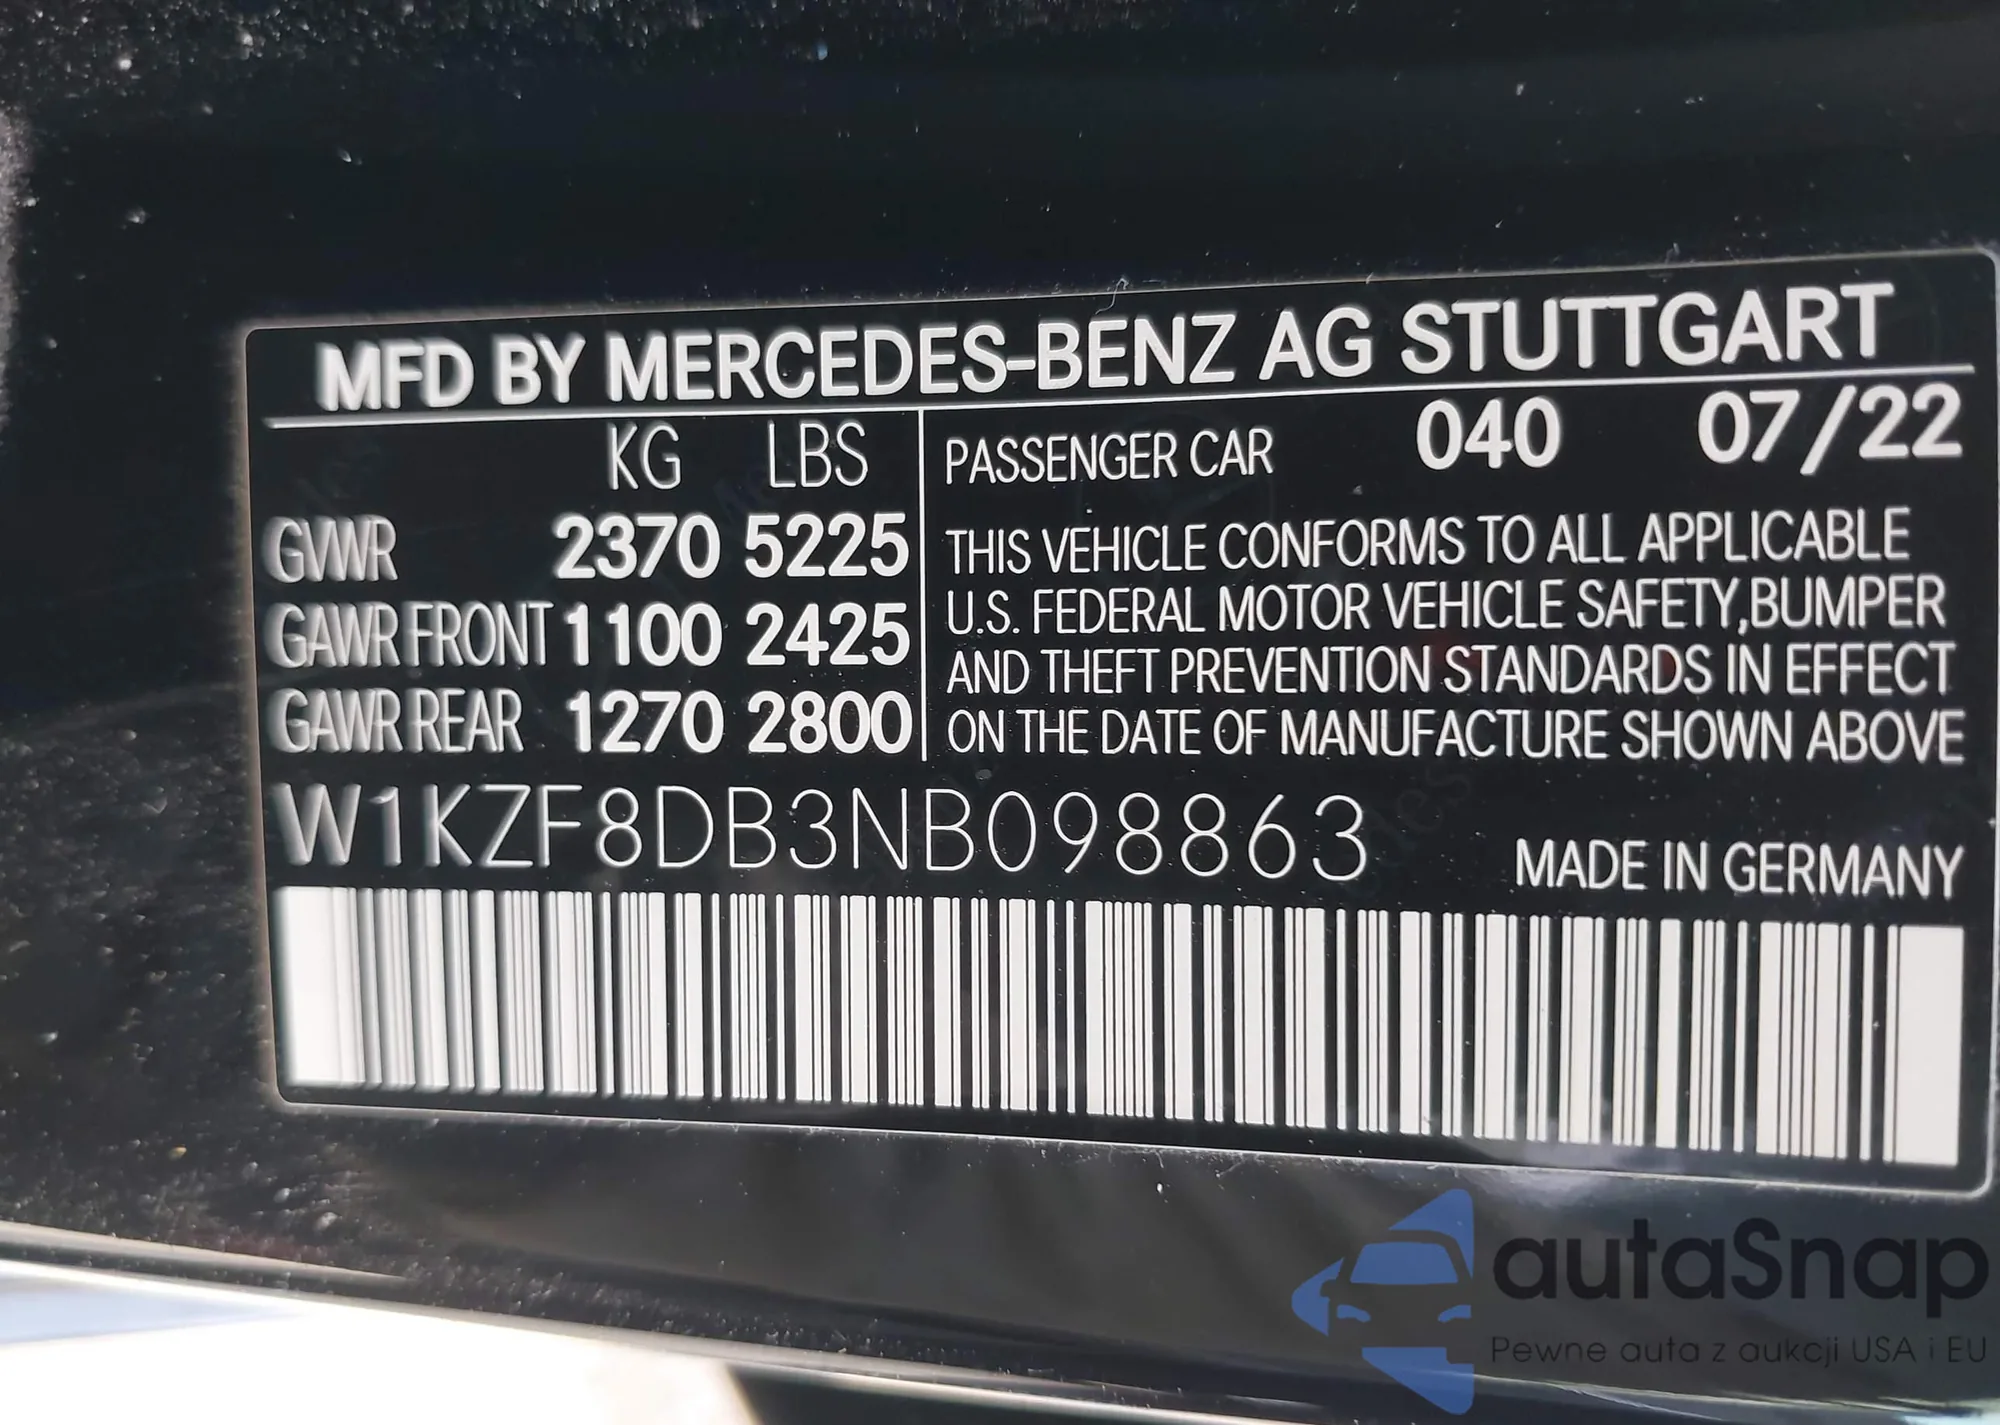 MFD BY MERCEDES-BENZ AG STUTTGART
KG LBS
GVWR 2370 5225
GAWR FRONT 1100 2425
GAWR REAR 1270 2800
PASSENGER CAR 040 07/22
THIS VEHICLE CONFORMS TO ALL APPLICABLE
U.S. FEDERAL MOTOR VEHICLE SAFETY,BUMPER
AND THEFT PREVENTION STANDARDS IN EFFECT
ON THE DATE OF MANUFACTURE SHOWN ABOVE
W1KZF8DB3NB098863
MADE IN GERMANY
autaSnap
Pewne auta z aukcji USA i EU